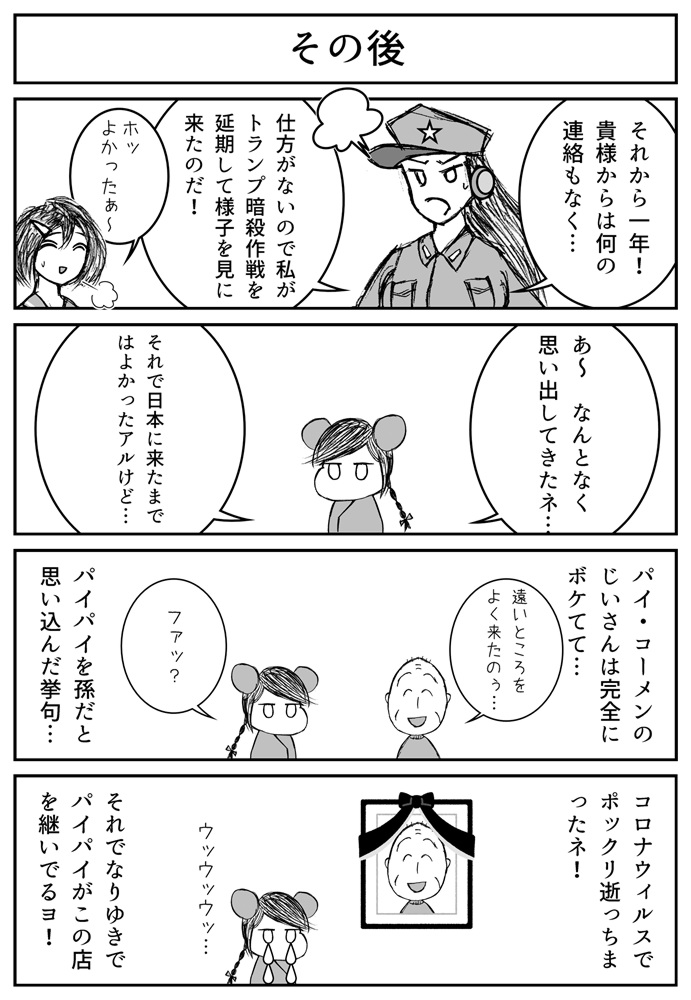 その後
それから一年！
貴様からは何の
連絡もなく…
仕方がないので私が
トランプ暗殺作戦を
延期して様子を見に
来たのだ！
ホッ
よかったぁ～
あ～　なんとなく
思い出してきたネ…
それで日本に来たまで
はよかったアルけど…
パイ・コーメンの
じいさんは完全に
ボケてて…
遠いところを
よく来たのぅ…
ファッ？
パイパイを孫だと
思い込んだ挙句…
コロナウィルスで
ポックリ逝っちま
ったネ！
ウッウッウッ…
それでなりゆきで
パイパイがこの店
を継いでるヨ！